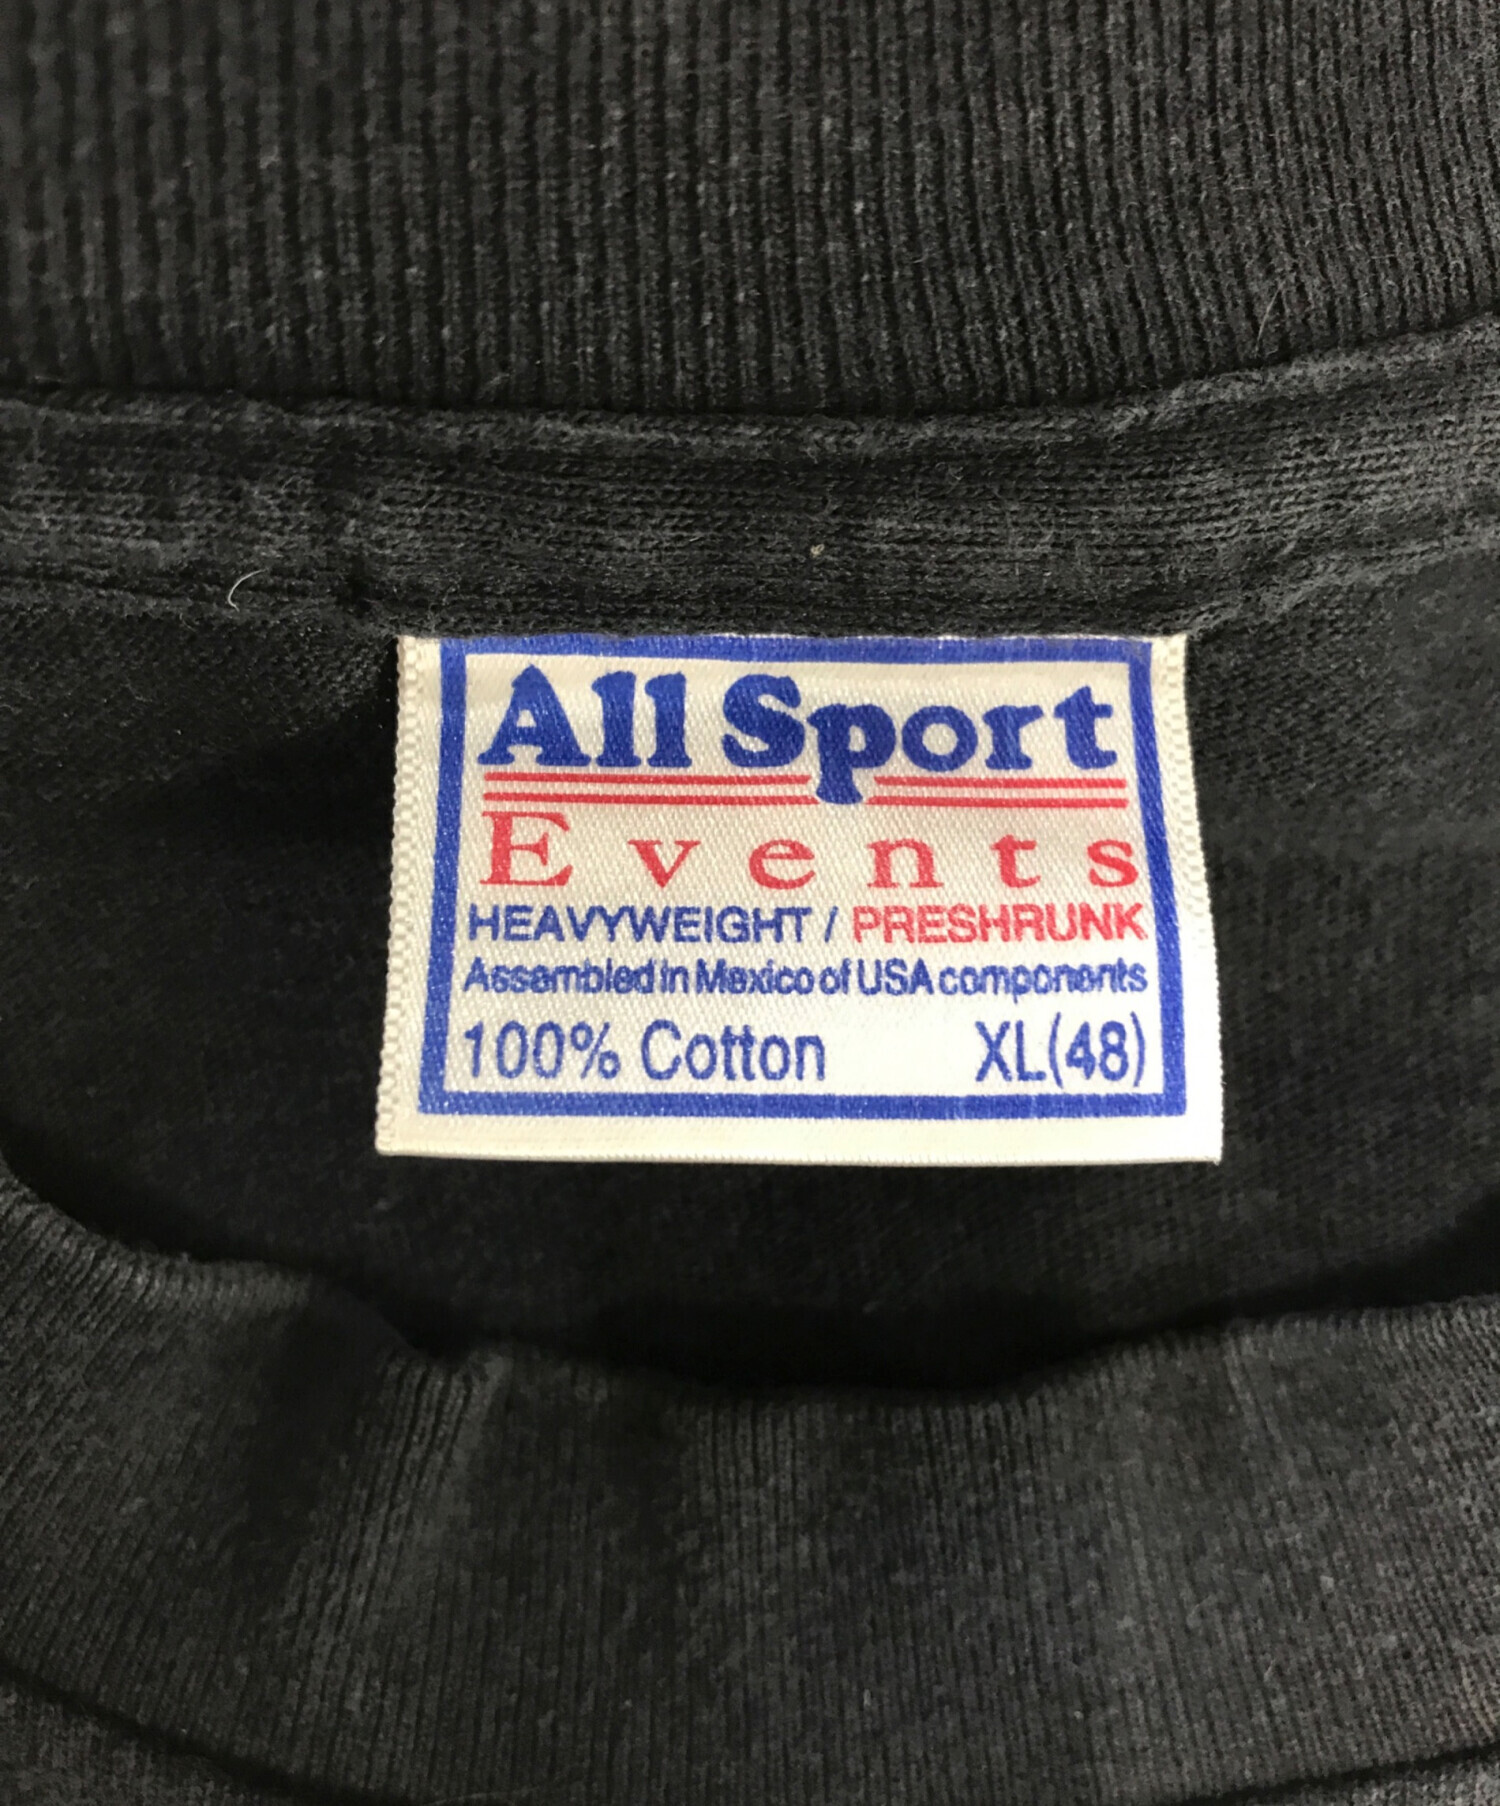 All Sport
Events
HEAVYWEIGHT / PRESHRUNK
Assembled in Mexico of USA components
100% Cotton XL(48)